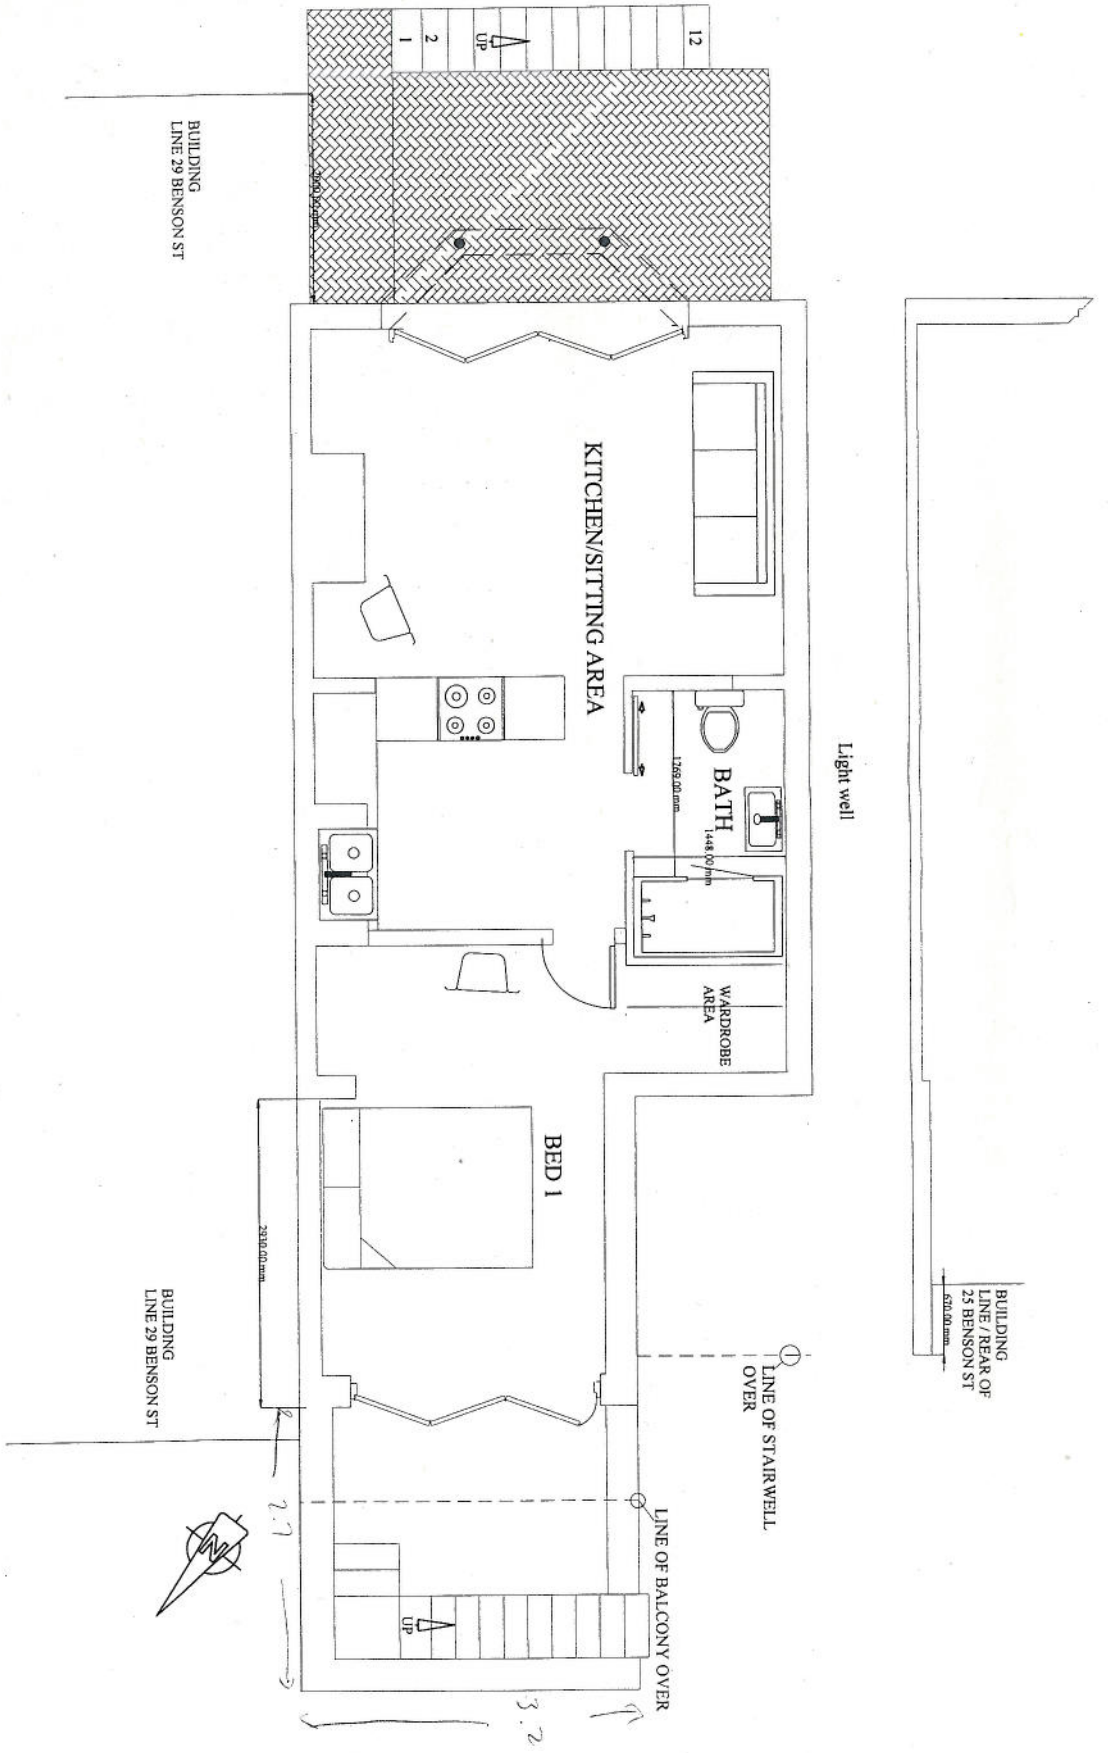 12
2
1
UP
BUILDING
LINE 29 BENSON ST
KITCHEN/SITTING AREA
Light well
BATH
1769.00 mm
1448.00 mm
WARDROBE
AREA
BED 1
2930.00 mm
BUILDING
LINE / REAR OF
25 BENSON ST
670.00 mm
LINE OF STAIRWELL
OVER
LINE OF BALCONY OVER
BUILDING
LINE 29 BENSON ST
2.7
N
UP
3.2